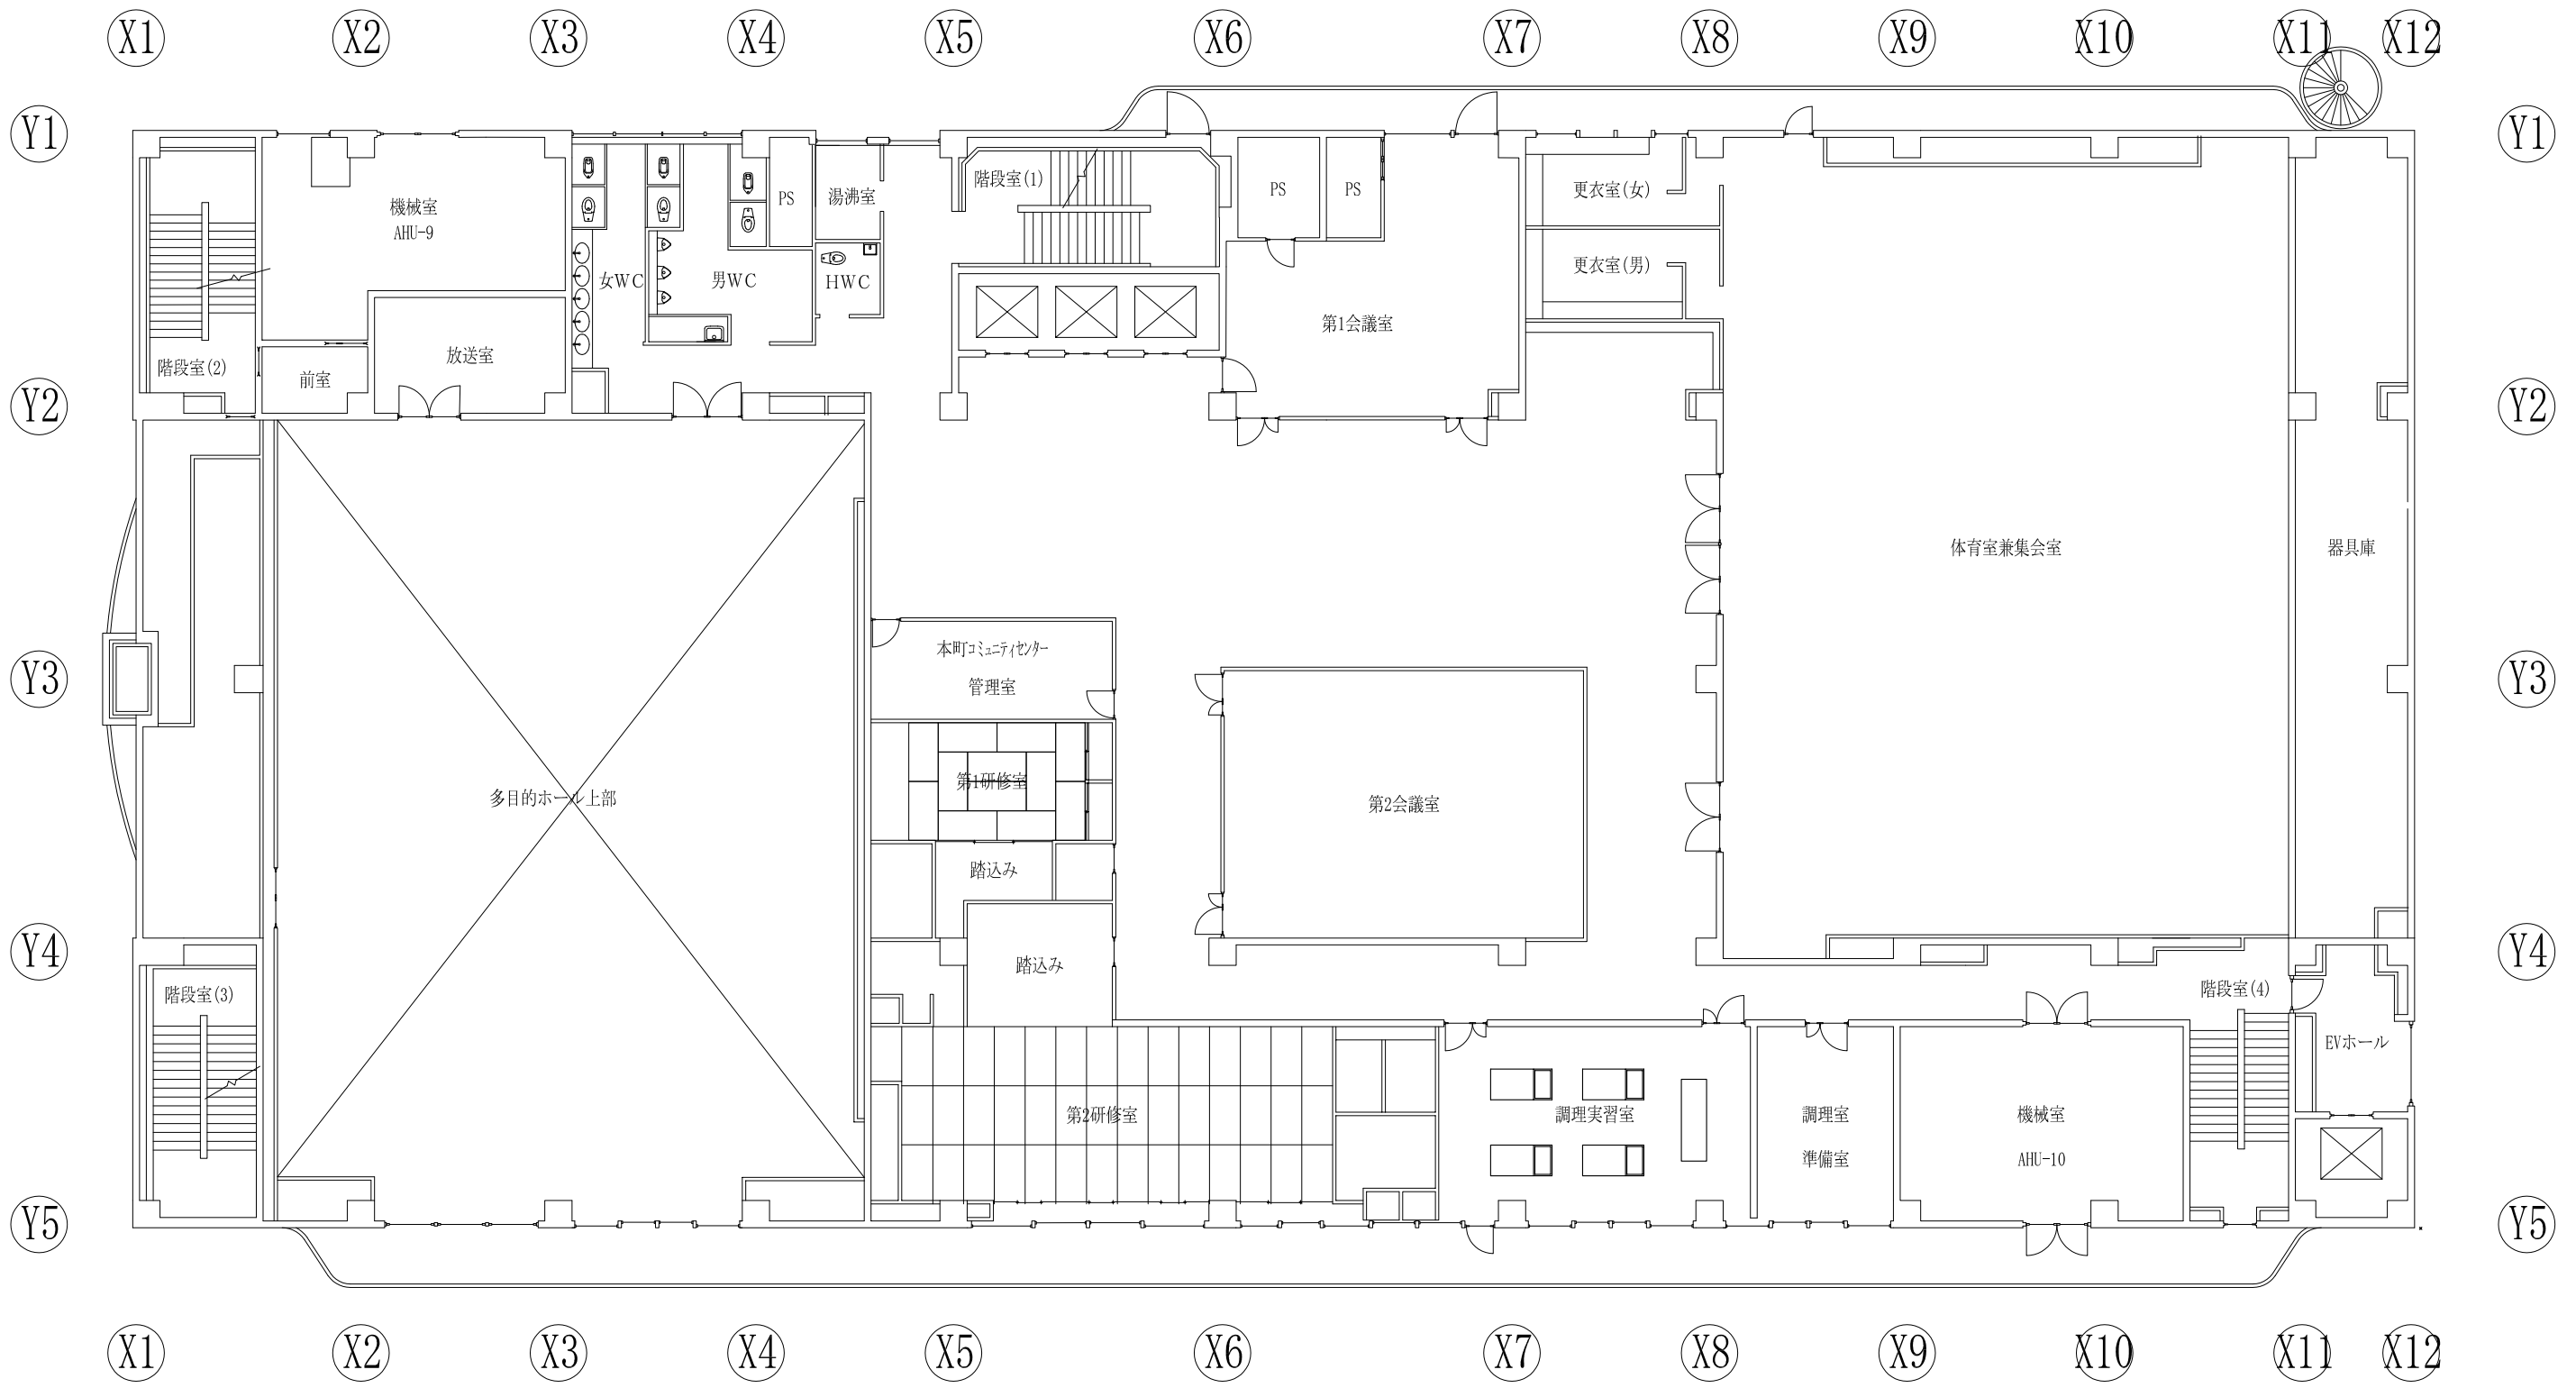 X1
X2
X3
X4
X5
X6
X7
X8
X9
X10
X11
X12
Y1
Y1
階段室(1)
PS
PS
更衣室(女)
PS
湯沸室
機械室
AHU-9
更衣室(男)
女WC
男WC
HWC
第1会議室
放送室
階段室(2)
前室
Y2
Y2
体育室兼集会室
器具庫
本町コミュニティセンター
管理室
Y3
Y3
第1研修室
多目的ホール上部
第2会議室
踏込み
Y4
Y4
踏込み
階段室(3)
階段室(4)
EVホール
第2研修室
調理実習室
調理室
準備室
機械室
AHU-10
Y5
Y5
X1
X2
X3
X4
X5
X6
X7
X8
X9
X10
X11
X12